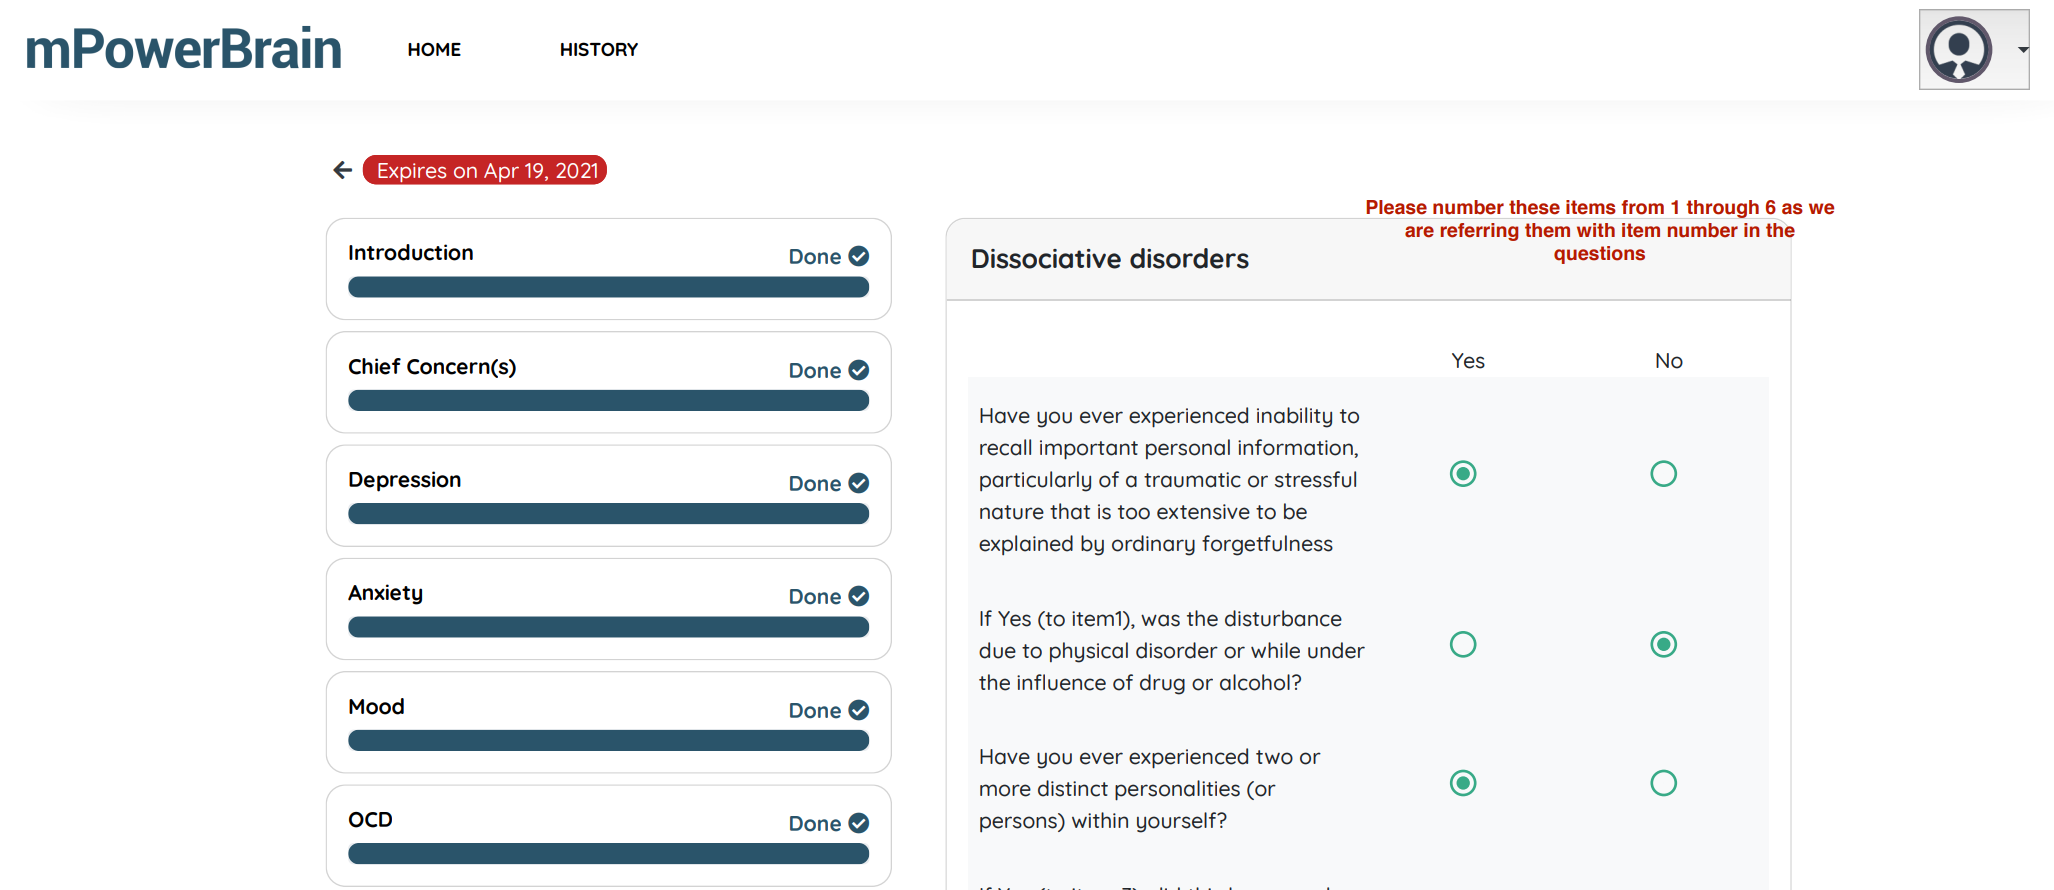 mPowerBrain
HOME
HISTORY
Expires on Apr 19, 2021
Introduction
Done
Chief Concern(s)
Done
Depression
Done
Anxiety
Done
Mood
Done
OCD
Done
Please number these items from 1 through 6 as we
are referring them with item number in the
questions
Dissociative disorders
Yes
No
Have you ever experienced inability to
recall important personal information,
particularly of a traumatic or stressful
nature that is too extensive to be
explained by ordinary forgetfulness
If Yes (to item1), was the disturbance
due to physical disorder or while under
the influence of drug or alcohol?
Have you ever experienced two or
more distinct personalities (or
persons) within yourself?